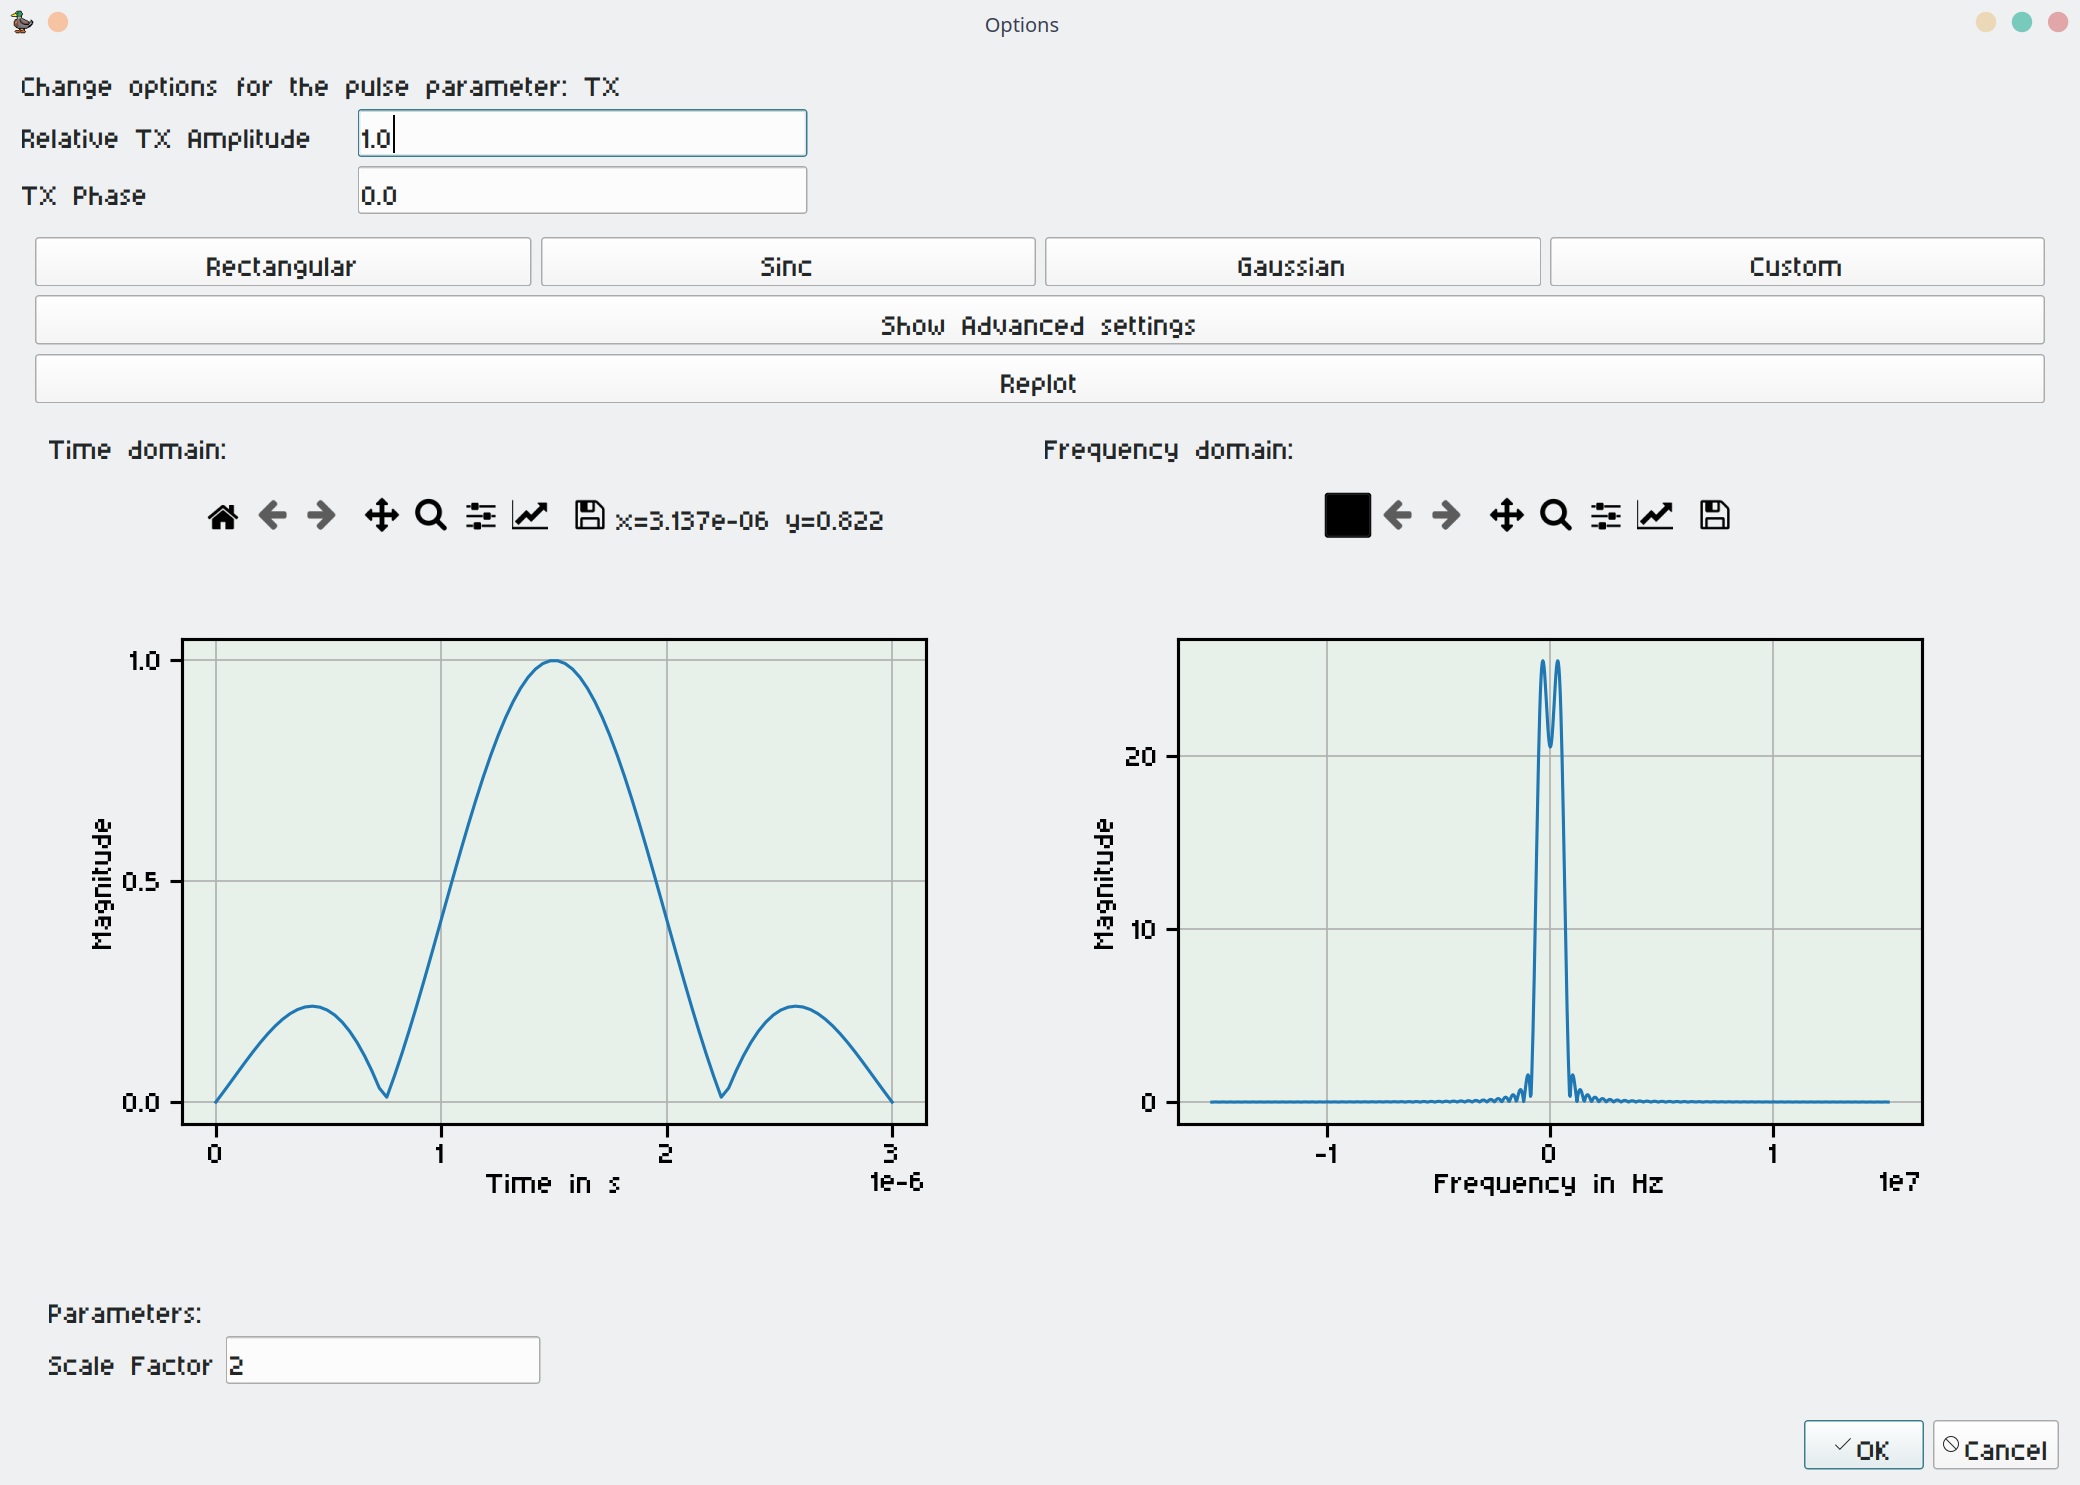 Options
Change options for the pulse parameter: TX
Relative TX Amplitude 1.0
TX Phase 0.0
Rectangular Sinc Gaussian Custom
Show Advanced settings
Replot
Time domain: Frequency domain:
x=3.137e-06 y=0.822
1.0
0.5
0.0
Magnitude
0 1 2 3
1e-6
Time in s
20
10
0
Magnitude
-1 0 1
1e7
Frequency in Hz
Parameters:
Scale Factor 2
OK Cancel